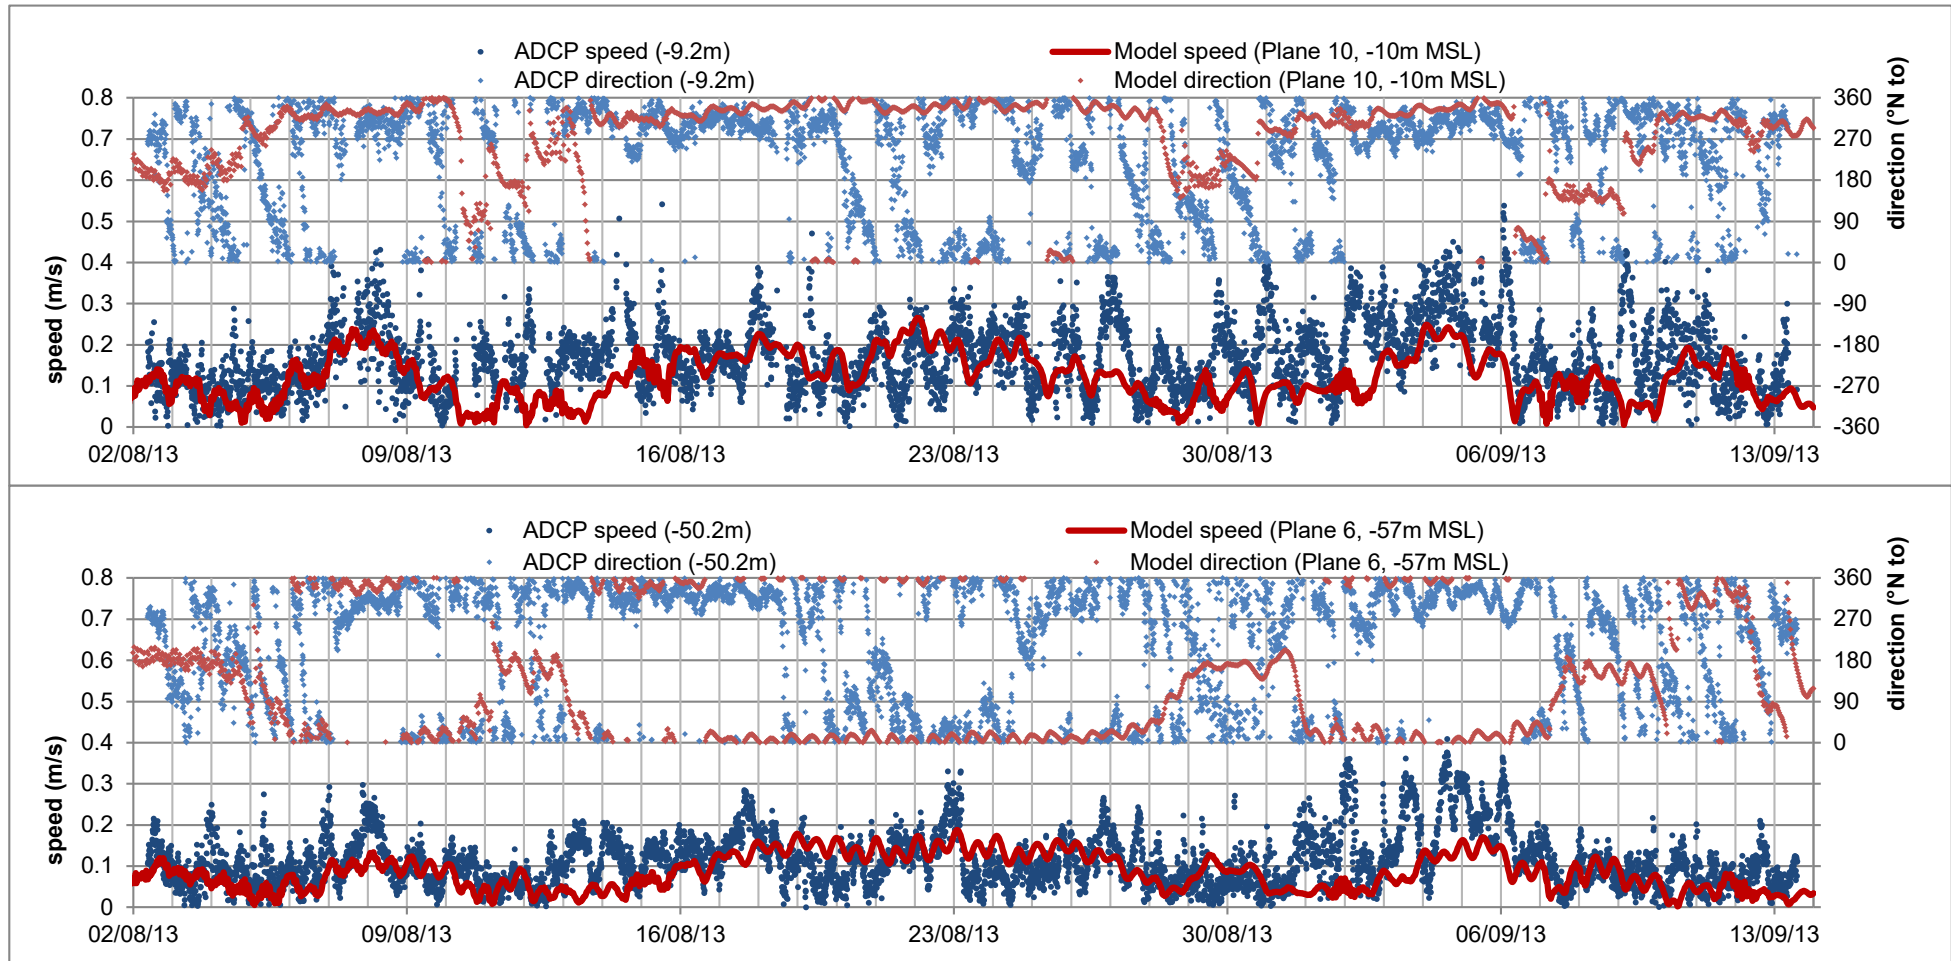 ADCP speed (-9.2m) Model speed (Plane 10, -10m MSL)
ADCP direction (-9.2m) Model direction (Plane 10, -10m MSL)
0.8 360
0.7 270
0.6 180
0.5 90
0.4 0
0.3 -90
0.2 -180
0.1 -270
0 -360
speed (m/s)
direction (°N to)
02/08/13 09/08/13 16/08/13 23/08/13 30/08/13 06/09/13 13/09/13
ADCP speed (-50.2m) Model speed (Plane 6, -57m MSL)
ADCP direction (-50.2m) Model direction (Plane 6, -57m MSL)
0.8 360
0.7 270
0.6 180
0.5 90
0.4 0
0.3
0.2
0.1
0
speed (m/s)
direction (°N to)
02/08/13 09/08/13 16/08/13 23/08/13 30/08/13 06/09/13 13/09/13